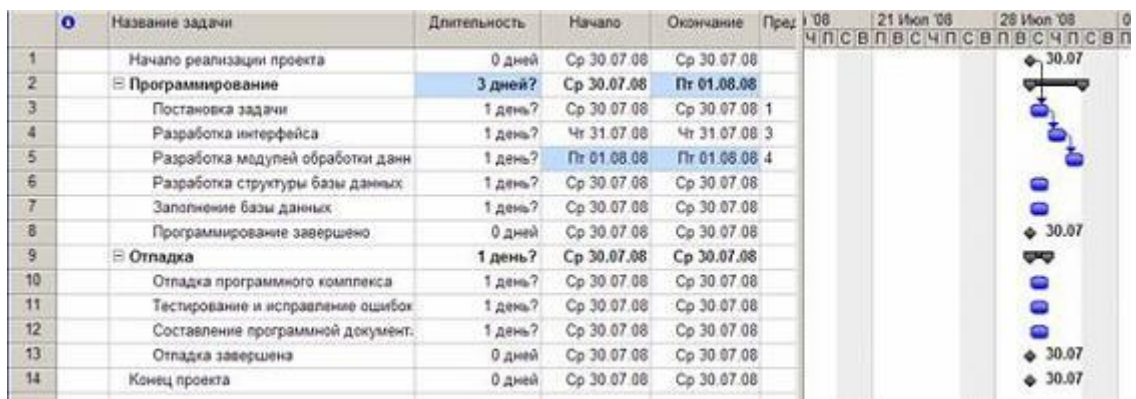 Название задачи Длительность Начало Окончание Пред '08 21 Июл '08 28 Июл '08 0
Ч П С В П В С Ч П С В П В С Ч П С В П
1 Начало реализации проекта 0 дней Ср 30.07.08 Ср 30.07.08 30.07
2 Программирование 3 дней? Ср 30.07.08 Пт 01.08.08
3 Постановка задачи 1 день? Ср 30.07.08 Ср 30.07.08 1
4 Разработка интерфейса 1 день? Чт 31.07.08 Чт 31.07.08 3
5 Разработка модулей обработки данн 1 день? Пт 01.08.08 Пт 01.08.08 4
6 Разработка структуры базы данных 1 день? Ср 30.07.08 Ср 30.07.08
7 Заполнение базы данных 1 день? Ср 30.07.08 Ср 30.07.08
8 Программирование завершено 0 дней Ср 30.07.08 Ср 30.07.08 30.07
9 Отладка 1 день? Ср 30.07.08 Ср 30.07.08
10 Отладка программного комплекса 1 день? Ср 30.07.08 Ср 30.07.08
11 Тестирование и исправление ошибок 1 день? Ср 30.07.08 Ср 30.07.08
12 Составление программной документ. 1 день? Ср 30.07.08 Ср 30.07.08
13 Отладка завершена 0 дней Ср 30.07.08 Ср 30.07.08 30.07
14 Конец проекта 0 дней Ср 30.07.08 Ср 30.07.08 30.07